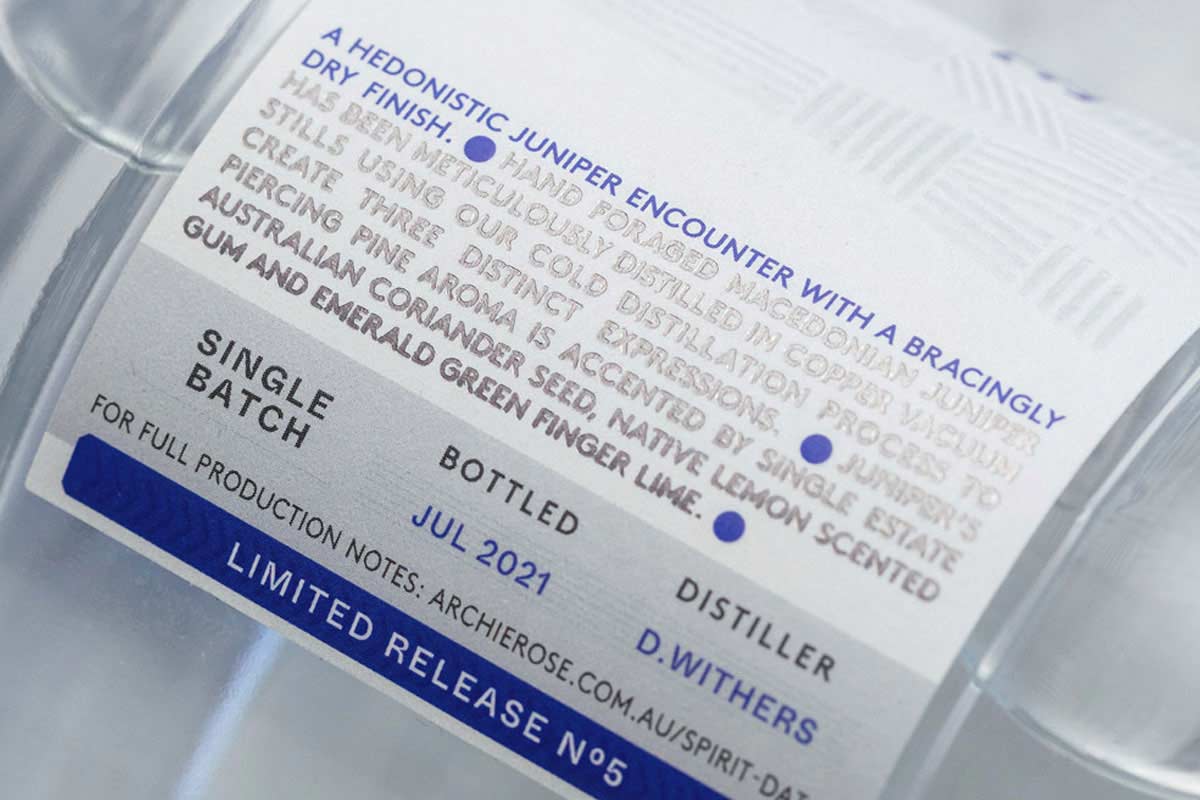 A HEDONISTIC JUNIPER ENCOUNTER WITH A BRACINGLY
DRY FINISH. ● HAND FORAGED MACEDONIAN JUNIPER
HAS BEEN METICULOUSLY DISTILLED IN COPPER VACUUM
STILLS USING OUR COLD DISTILLATION PROCESS TO
CREATE THREE DISTINCT EXPRESSIONS. ● JUNIPER'S
PIERCING PINE AROMA IS ACCENTED BY SINGLE ESTATE
AUSTRALIAN CORIANDER SEED, NATIVE LEMON SCENTED
GUM AND EMERALD GREEN FINGER LIME. ●
SINGLE
BATCH
BOTTLED
JUL 2021
DISTILLER
D.WITHERS
FOR FULL PRODUCTION NOTES: ARCHIEROSE.COM.AU/SPIRIT-DAT
LIMITED RELEASE Nº5